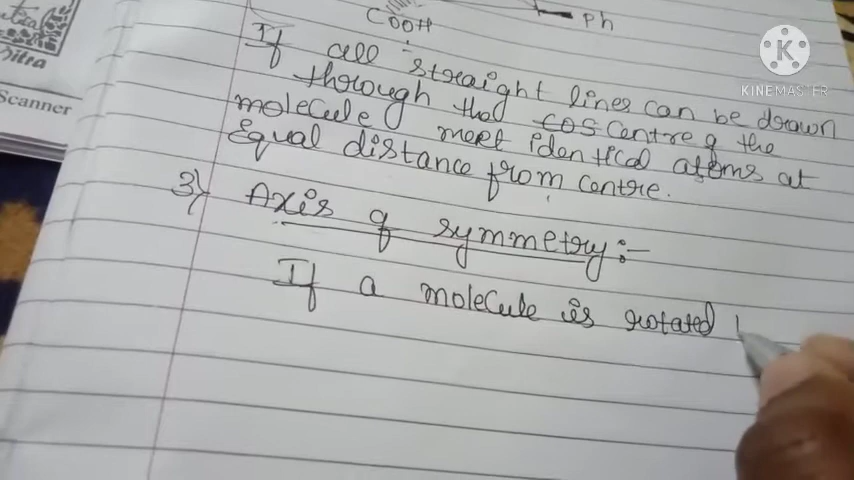 COOH
Ph
KINEMASTER
Scanner
If all straight lines can be drawn
through the cos centre of the
molecule meet identical atoms at
equal distance from centre.
3) Axis of symmetry:-
If a molecule is rotated